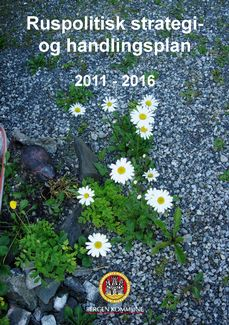 Ruspolitisk strategi-
og handlingsplan
2011 - 2016
BERGEN KOMMUNE